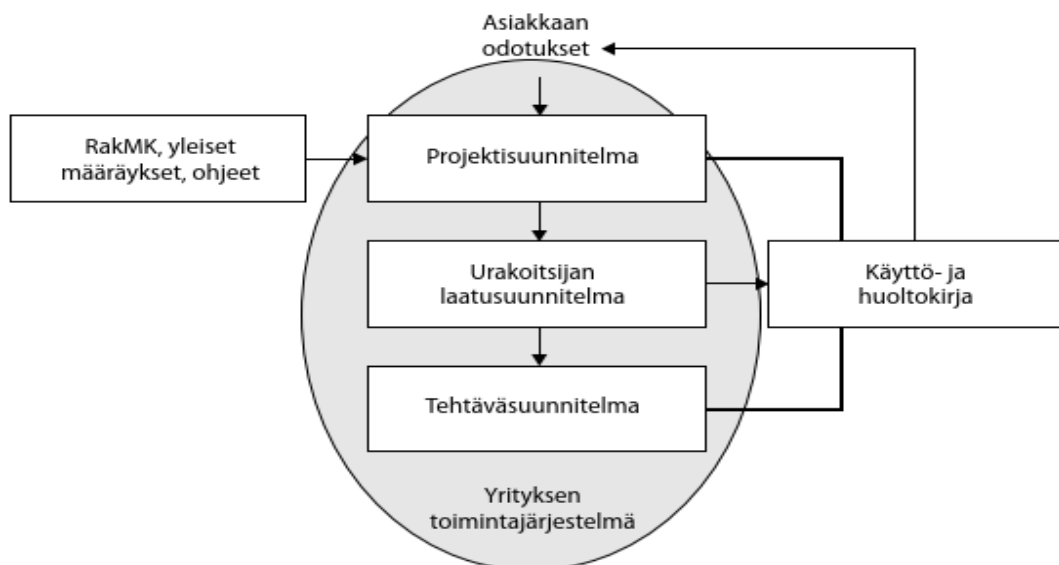 Asiakkaan
odotukset
RakMK, yleiset
määräykset, ohjeet
Projektisuunnitelma
Urakoitsijan
laatusuunnitelma
Käyttö- ja
huoltokirja
Tehtäväsuunnitelma
Yrityksen
toimintajärjestelmä